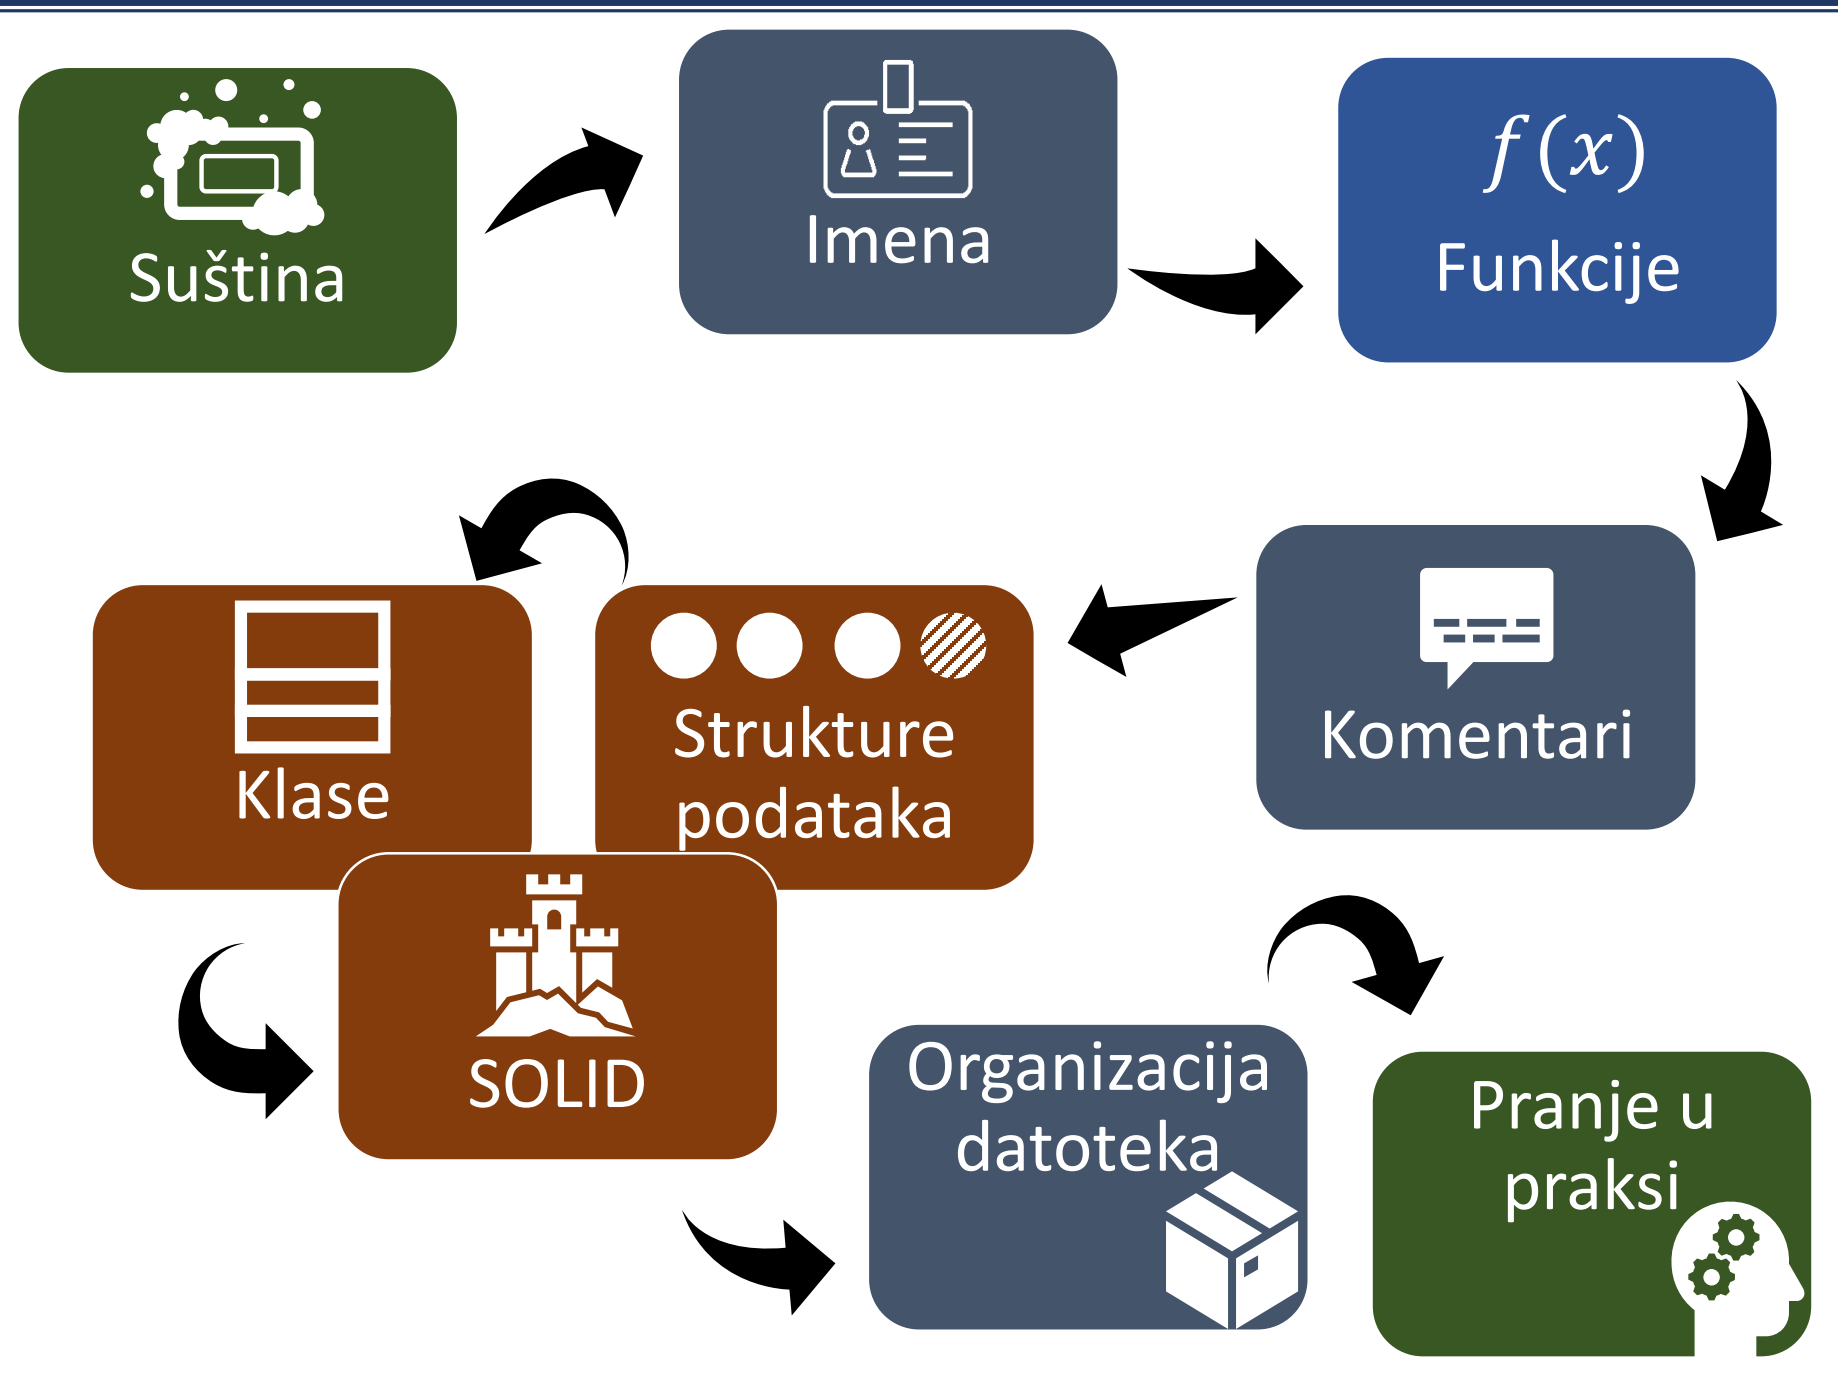 Suština
Imena
f(x)
Funkcije
Komentari
Strukture
podataka
Klase
SOLID
Organizacija
datoteka
Pranje u
praksi